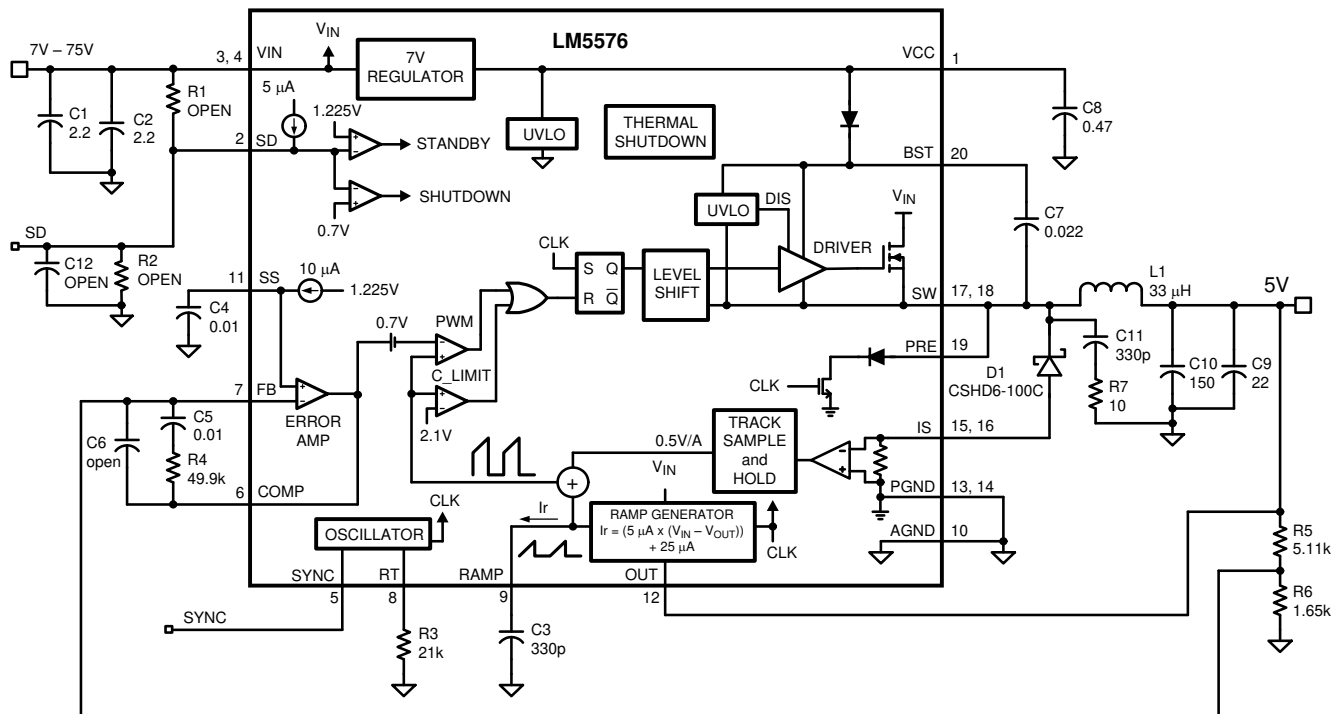 LM5576
7V – 75V
3, 4
VIN
VIN
7V
REGULATOR
VCC
1
C1
2.2
C2
2.2
R1
OPEN
5 µA
1.225V
2
SD
STANDBY
SHUTDOWN
0.7V
UVLO
THERMAL
SHUTDOWN
C8
0.47
BST
20
UVLO
DIS
VIN
DRIVER
C7
0.022
SD
C12
OPEN
R2
OPEN
11
SS
10 µA
1.225V
C4
0.01
CLK
S
Q
R
Q
LEVEL
SHIFT
SW
17, 18
L1
33 µH
5V
0.7V
PWM
C_LIMIT
2.1V
PRE
19
CLK
D1
CSHD6-100C
C11
330p
R7
10
C10
150
C9
22
7
FB
ERROR
AMP
C5
0.01
C6
open
R4
49.9k
6
COMP
0.5V/A
TRACK
SAMPLE
and
HOLD
IS
15, 16
VIN
+
Ir
RAMP GENERATOR
Ir = (5 µA x (VIN – VOUT))
+ 25 µA
CLK
PGND
13, 14
AGND
10
CLK
OSCILLATOR
SYNC
5
RT
8
RAMP
9
OUT
12
R5
5.11k
R6
1.65k
SYNC
R3
21k
C3
330p